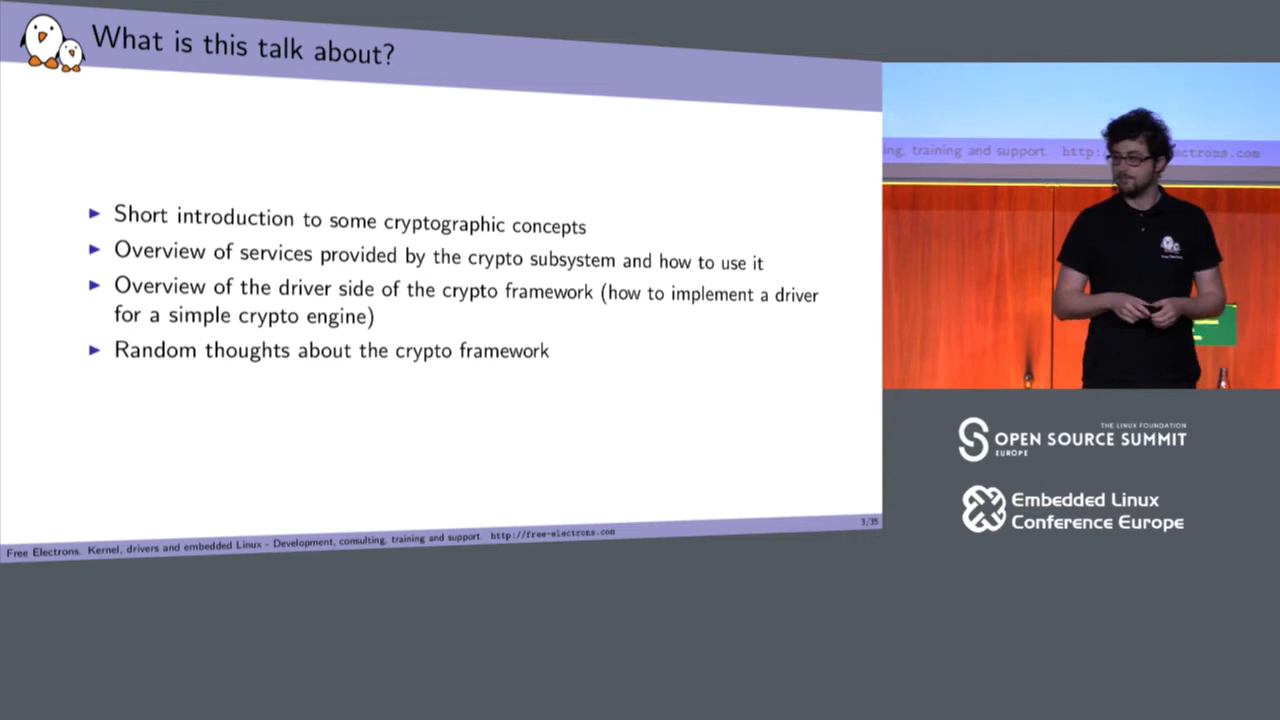 What is this talk about?
Short introduction to some cryptographic concepts
Overview of services provided by the crypto subsystem and how to use it
Overview of the driver side of the crypto framework (how to implement a driver
for a simple crypto engine)
Random thoughts about the crypto framework
3/35
Free Electrons. Kernel, drivers and embedded Linux - Development, consulting, training and support. http://free-electrons.com
ing, training and support. http: ectrons.com
THE LINUX FOUNDATION
OPEN SOURCE SUMMIT
EUROPE
Embedded Linux
Conference Europe